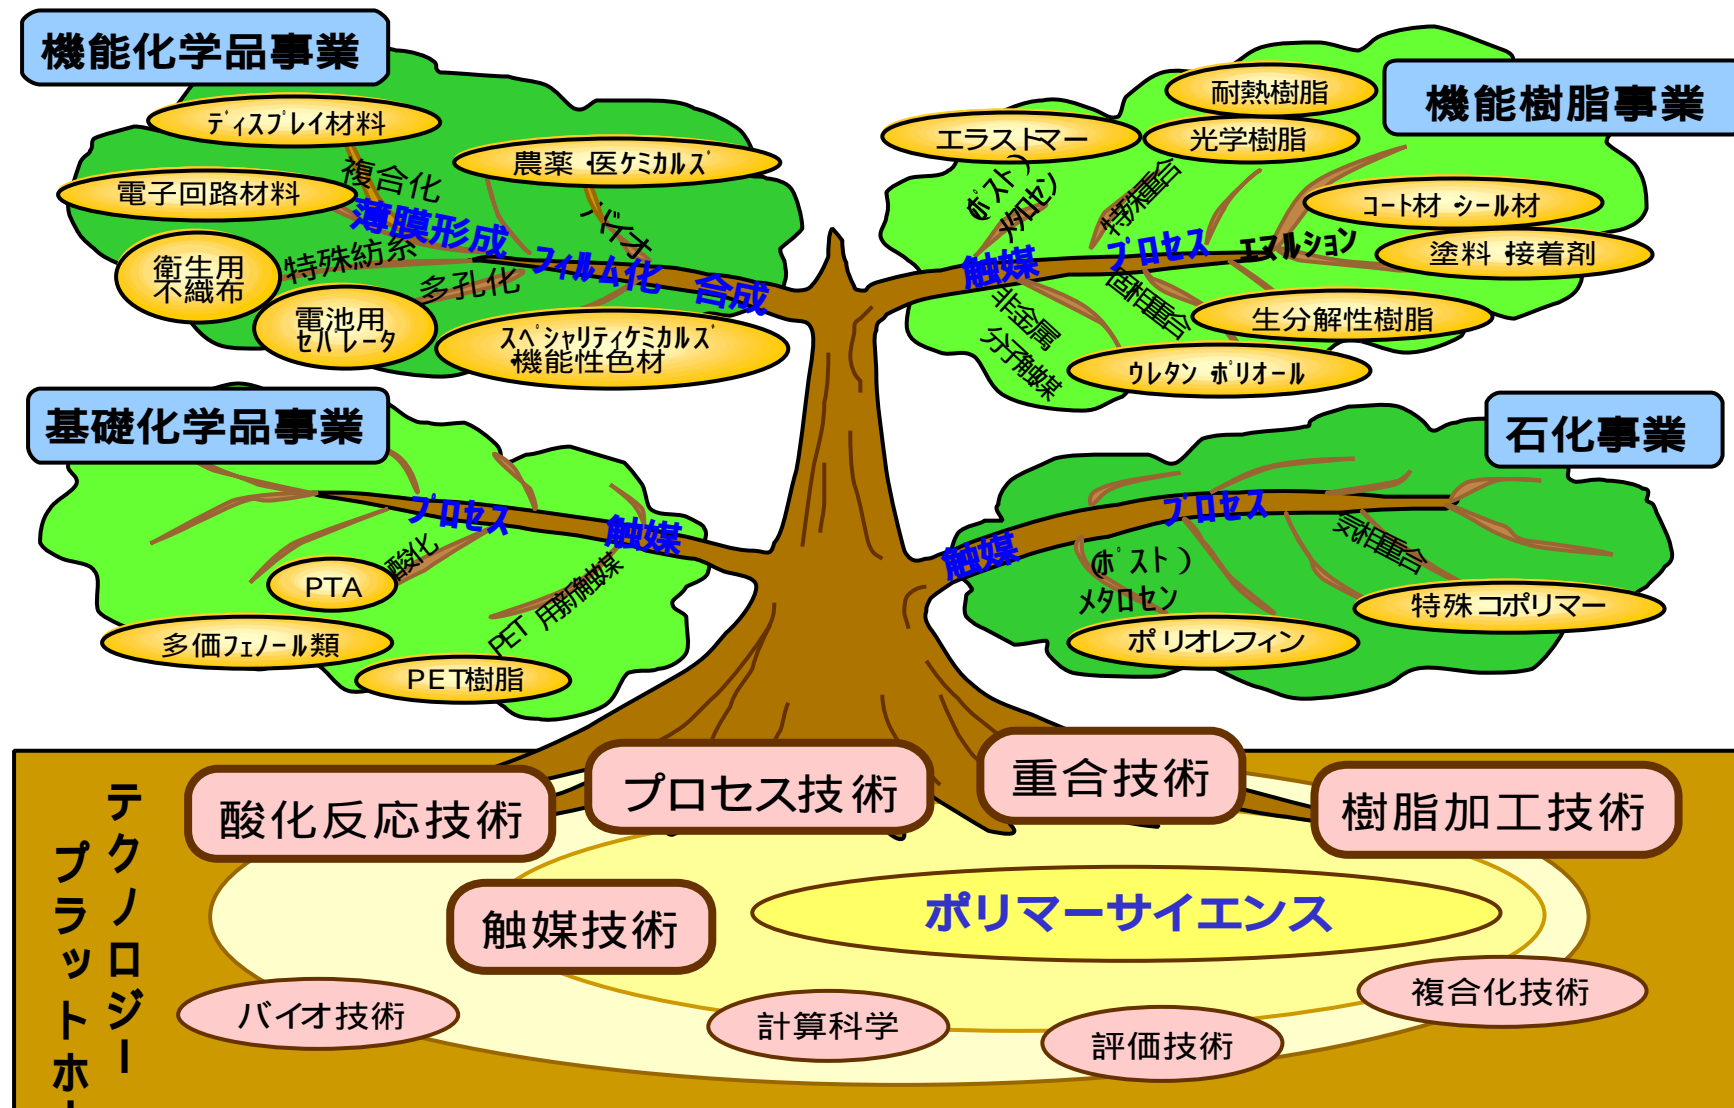 機能化学品事業
ディスプレイ材料
複合化
農薬・医ケミカルズ
電子回路材料
薄膜形成
バイオ
衛生用
不織布
特殊紡糸
多孔化
フィルム化
合成
電池用
セパレータ
スペシャリティケミカルズ
・機能性色材
機能樹脂事業
耐熱樹脂
エラストマー
光学樹脂
(ポスト)
メタロセン
特殊重合
コート材・シール材
触媒
プロセス
エマルション
塗料・接着剤
非金属
分子触媒
固相重合
生分解性樹脂
ウレタン・ポリオール
基礎化学品事業
プロセス
触媒
酸化
PTA
PET用新触媒
多価フェノール類
PET樹脂
石化事業
プロセス
触媒
(ポスト)
メタロセン
気相重合
特殊コポリマー
ポリオレフィン
テクノロジー
プラットホー
酸化反応技術
プロセス技術
重合技術
樹脂加工技術
触媒技術
ポリマーサイエンス
バイオ技術
計算科学
評価技術
複合化技術